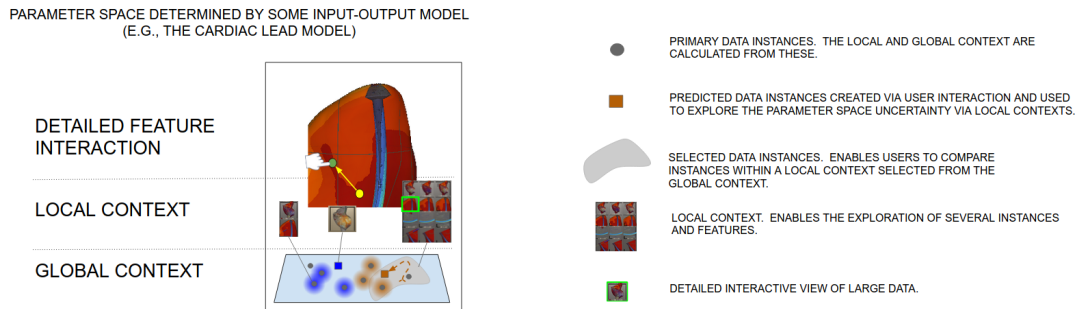 PARAMETER SPACE DETERMINED BY SOME INPUT-OUTPUT MODEL
(E.G., THE CARDIAC LEAD MODEL)
DETAILED FEATURE
INTERACTION
LOCAL CONTEXT
GLOBAL CONTEXT
PRIMARY DATA INSTANCES. THE LOCAL AND GLOBAL CONTEXT ARE
CALCULATED FROM THESE.
PREDICTED DATA INSTANCES CREATED VIA USER INTERACTION AND USED
TO EXPLORE THE PARAMETER SPACE UNCERTAINTY VIA LOCAL CONTEXTS.
SELECTED DATA INSTANCES. ENABLES USERS TO COMPARE
INSTANCES WITHIN A LOCAL CONTEXT SELECTED FROM THE
GLOBAL CONTEXT.
LOCAL CONTEXT. ENABLES THE EXPLORATION OF SEVERAL INSTANCES
AND FEATURES.
DETAILED INTERACTIVE VIEW OF LARGE DATA.